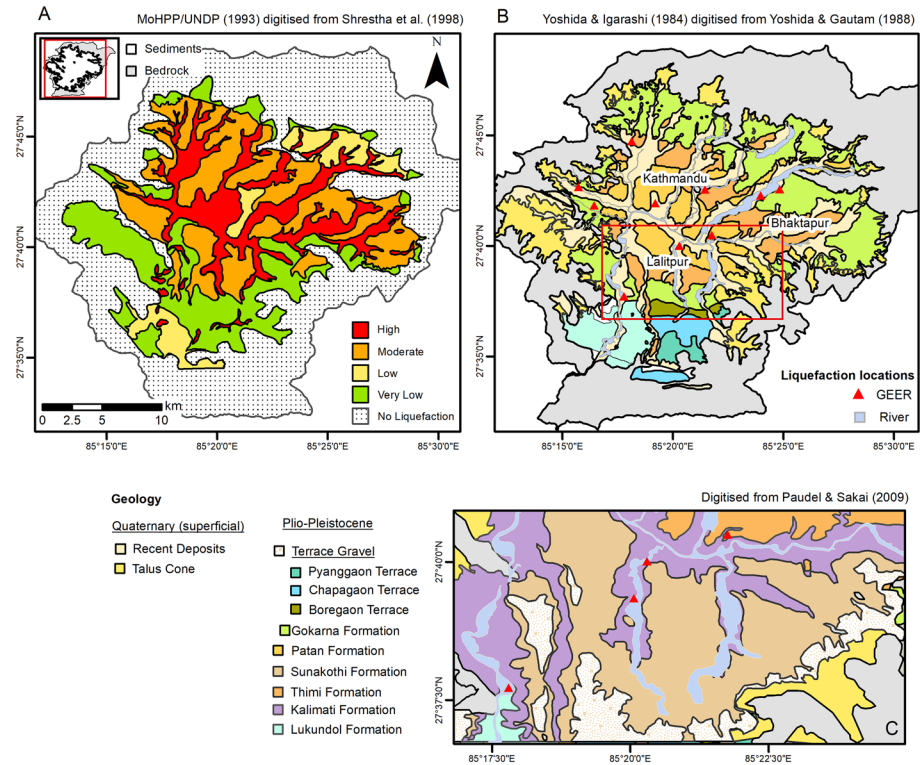 A
MoHPP/UNDP (1993) digitised from Shrestha et al. (1998)
Sediments
Bedrock
N
27°45'0"N
27°40'0"N
27°35'0"N
High
Moderate
Low
Very Low
No Liquefaction
km
0 2.5 5 10
85°15'0"E 85°20'0"E 85°25'0"E 85°30'0"E
B
Yoshida & Igarashi (1984) digitised from Yoshida & Gautam (1988)
27°45'0"N
27°40'0"N
27°35'0"N
Kathmandu
Bhaktapur
Lalitpur
Liquefaction locations
GEER
River
85°15'0"E 85°20'0"E 85°25'0"E 85°30'0"E
Geology
Quaternary (superficial)
Recent Deposits
Talus Cone
Plio-Pleistocene
Terrace Gravel
Pyanggaon Terrace
Chapagaon Terrace
Boregaon Terrace
Gokarna Formation
Patan Formation
Sunakothi Formation
Thimi Formation
Kalimati Formation
Lukundol Formation
Digitised from Paudel & Sakai (2009)
27°40'0"N
27°37'30"N
C
85°17'30"E 85°20'0"E 85°22'30"E